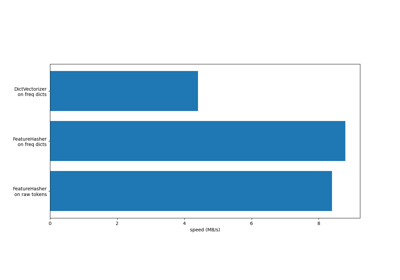 DictVectorizer
on freq dicts
FeatureHasher
on freq dicts
FeatureHasher
on raw tokens
0 2 4 6 8
speed (MB/s)